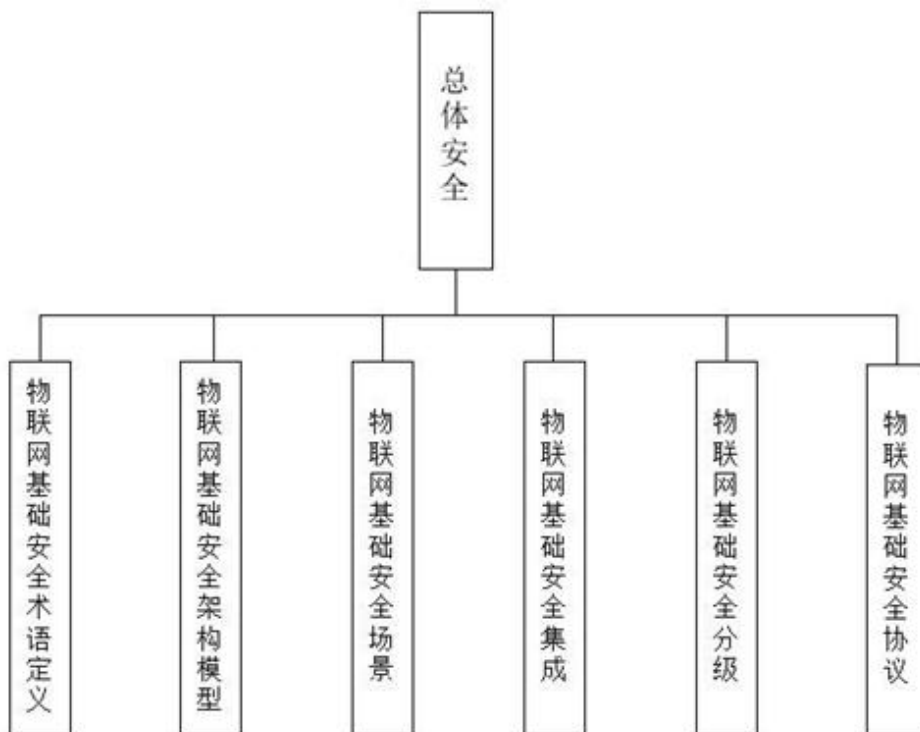 总体安全
物联网基础安全术语定义
物联网基础安全架构模型
物联网基础安全场景
物联网基础安全集成
物联网基础安全分级
物联网基础安全协议